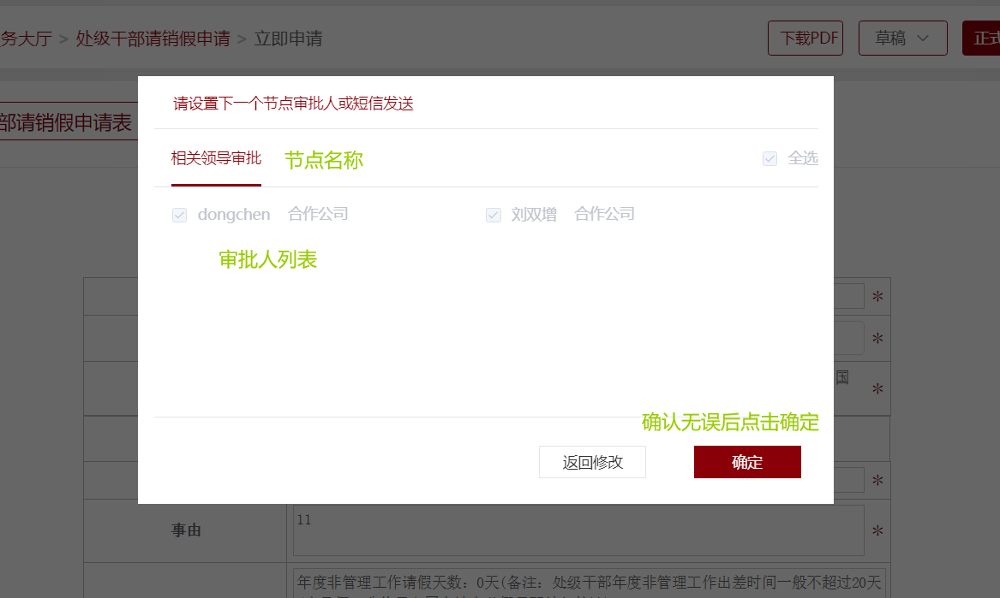 务大厅 > 处级干部请销假申请 > 立即申请
下载PDF
草稿
正式
请设置下一个节点审批人或短信发送
部请销假申请表
相关领导审批
节点名称
全选
dongchen 合作公司
刘双增 合作公司
审批人列表
*
*
国
*
确认无误后点击确定
返回修改
确定
*
事由
11
*
年度非管理工作请假天数：0天(备注：处级干部年度非管理工作出差时间一般不超过20天